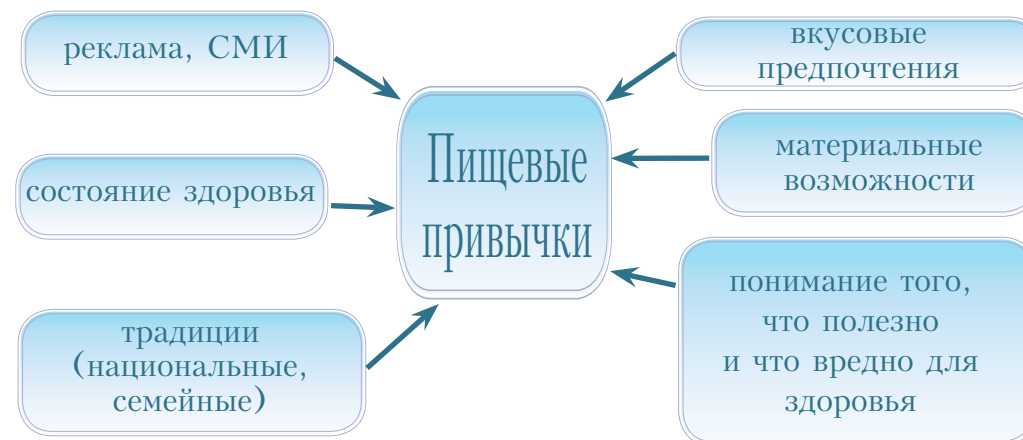 реклама, СМИ
состояние здоровья
традиции
(национальные,
семейные)
Пищевые
привычки
вкусовые
предпочтения
материальные
возможности
понимание того,
что полезно
и что вредно для
здоровья